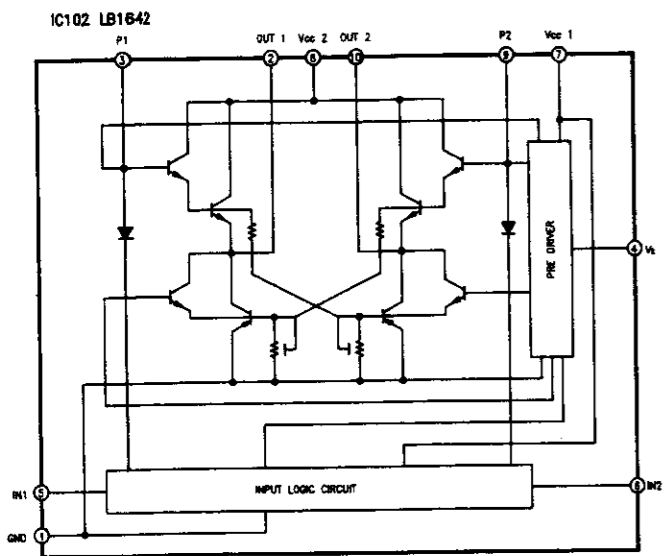 IC102 LB1642
P1 OUT 1 Vcc 2 OUT 2 P2 Vcc 1
3 2 8 10 9 7
PRE DRIVER
4 Vz
IN1 5 INPUT LOGIC CIRCUIT 6 IN2
GND 1